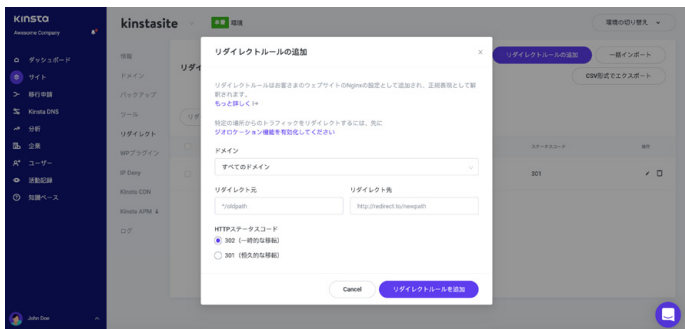 KINSTA
Awesome Company
ダッシュボード
サイト
移行申請
Kinsta DNS
分析
企業
ユーザー
活動記録
知識ベース
John Doe
kinstasite
本番 環境
環境の切り替え
情報
ドメイン
バックアップ
ツール
リダイレクト
WPプラグイン
IP Deny
Kinsta CDN
Kinsta APM
ログ
リダイレクトルールの追加
一括インポート
CSV形式でエクスポート
ステータスコード
操作
301
リダイレクトルールの追加
リダイレクトルールはお客さまのウェブサイトのNginxの設定として追加され、正規表現として解
釈されます。
もっと詳しく
特定の場所からのトラフィックをリダイレクトするには、先に
ジオロケーション機能を有効化してください
ドメイン
すべてのドメイン
リダイレクト元
リダイレクト先
^/oldpath
http://redirect.to/newpath
HTTPステータスコード
302（一時的な移転）
301（恒久的な移転）
Cancel
リダイレクトルールを追加